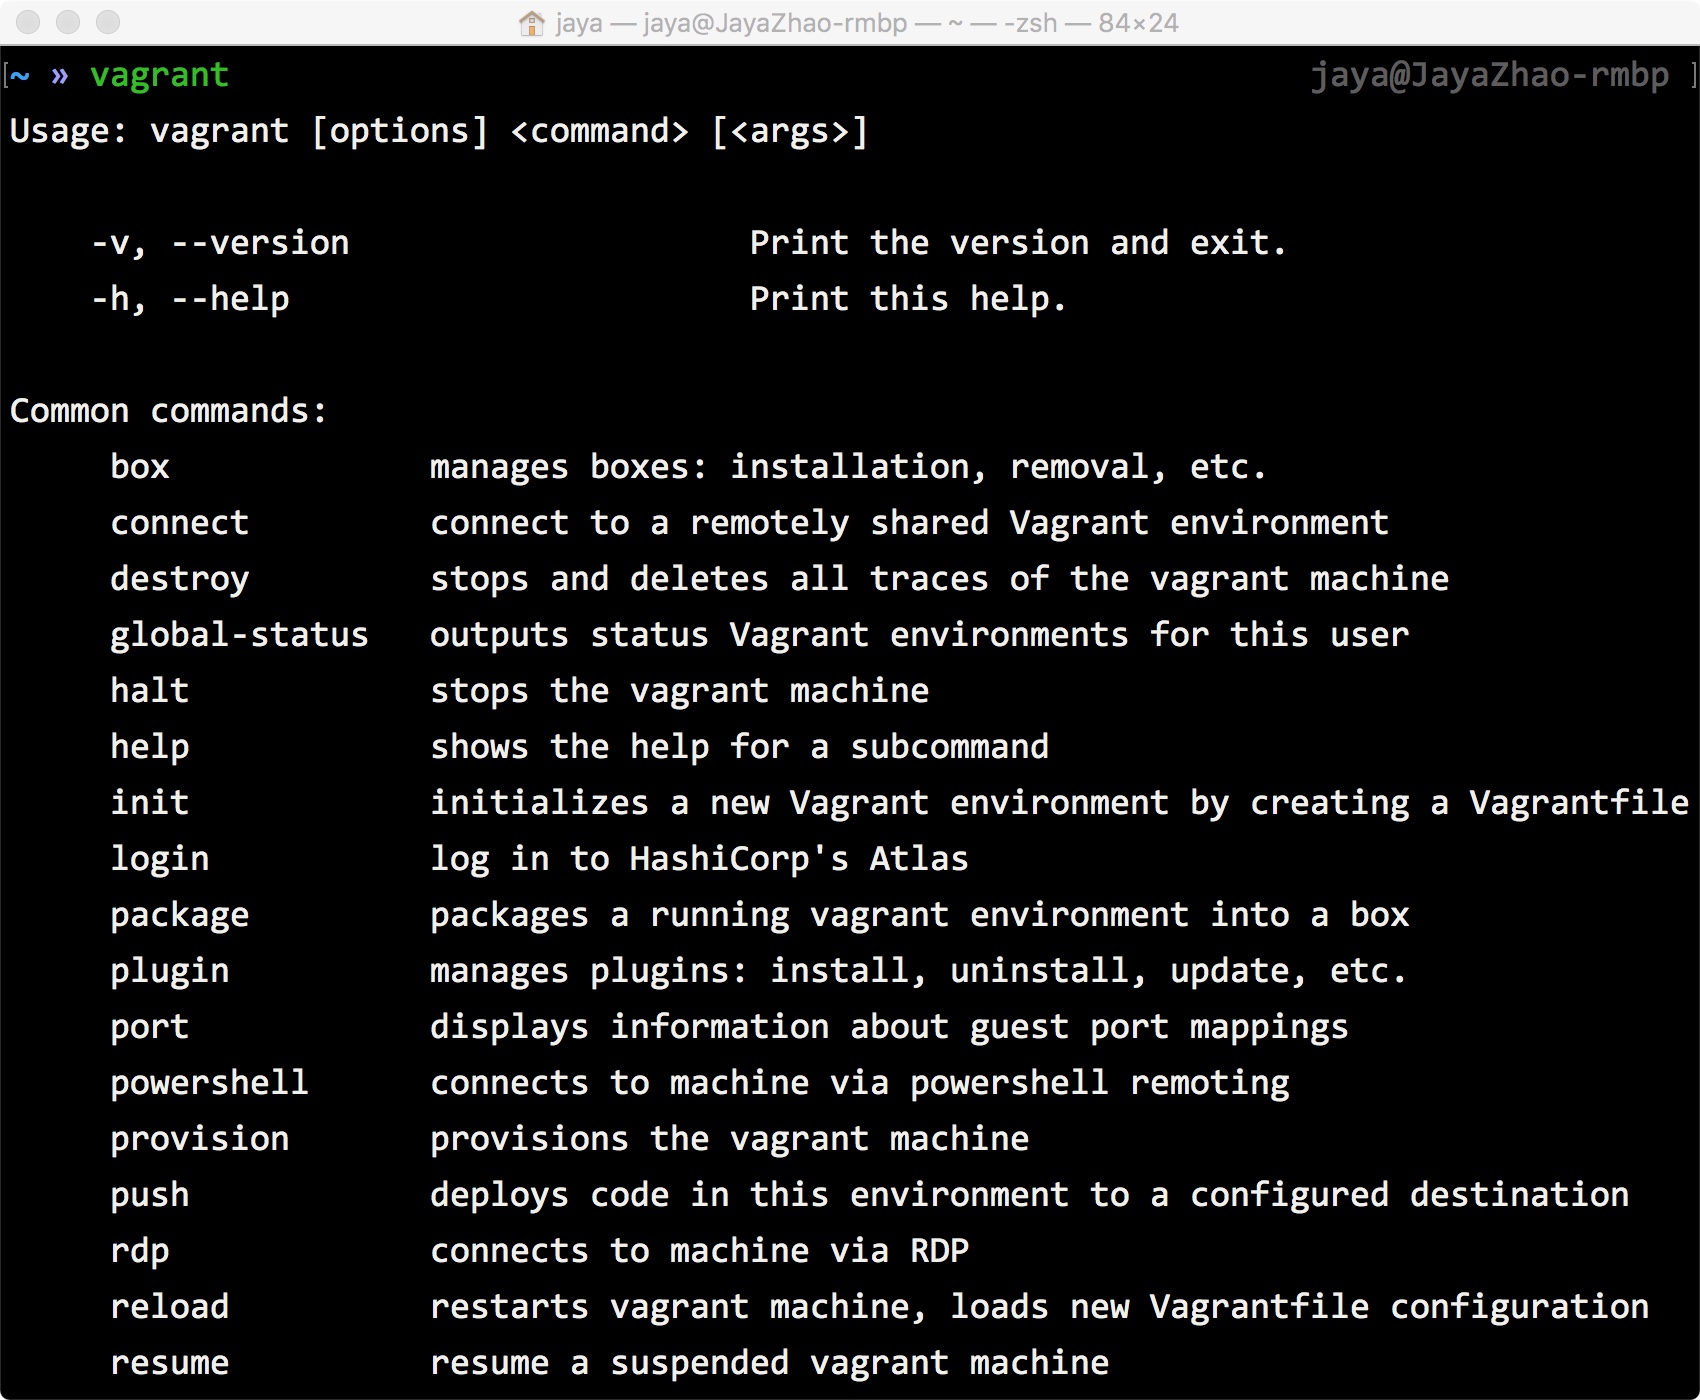 jaya — jaya@JayaZhao-rmbp — ~ — -zsh — 84×24
[~ » vagrant jaya@JayaZhao-rmbp ]
Usage: vagrant [options] <command> [<args>]
-v, --version Print the version and exit.
-h, --help Print this help.
Common commands:
box manages boxes: installation, removal, etc.
connect connect to a remotely shared Vagrant environment
destroy stops and deletes all traces of the vagrant machine
global-status outputs status Vagrant environments for this user
halt stops the vagrant machine
help shows the help for a subcommand
init initializes a new Vagrant environment by creating a Vagrantfile
login log in to HashiCorp's Atlas
package packages a running vagrant environment into a box
plugin manages plugins: install, uninstall, update, etc.
port displays information about guest port mappings
powershell connects to machine via powershell remoting
provision provisions the vagrant machine
push deploys code in this environment to a configured destination
rdp connects to machine via RDP
reload restarts vagrant machine, loads new Vagrantfile configuration
resume resume a suspended vagrant machine